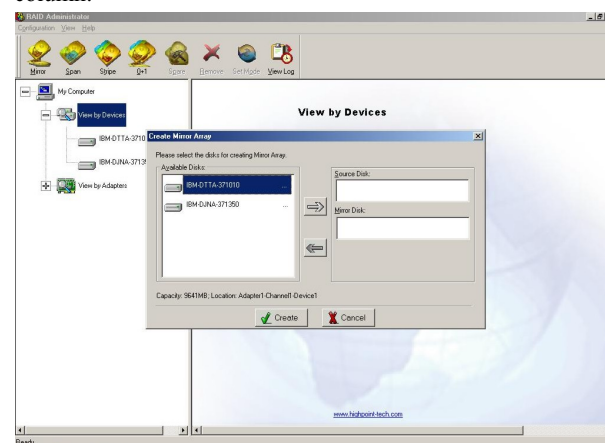 column.
RAID Administrator
Configuration View Help
Mirror Span Stripe 0+1 Spare Remove Set Mode View Log
My Computer
View by Devices
IBM-DTTA-3710
IBM-DJNA-3713
View by Adapters
View by Devices
Create Mirror Array
Please select the disks for creating Mirror Array.
Available Disks:
IBM-DTTA-371010 ...
IBM-DJNA-371350 ...
Source Disk:
Mirror Disk:
Capacity: 9641MB; Location: Adapter1-Channel1-Device1
Create Cancel
www.highpoint-tech.com
Ready